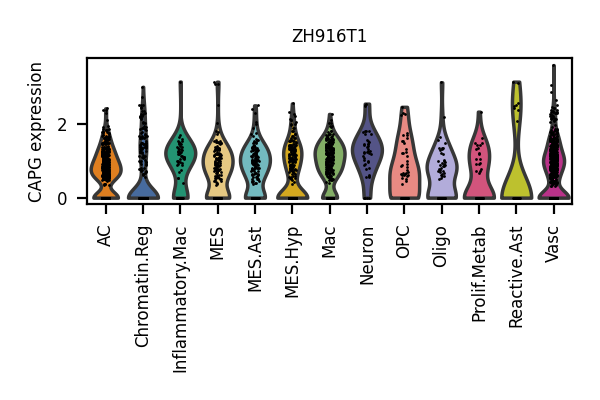 ZH916T1
CAPG expression
2
0
AC
Chromatin.Reg
Inflammatory.Mac
MES
MES.Ast
MES.Hyp
Mac
Neuron
OPC
Oligo
Prolif.Metab
Reactive.Ast
Vasc